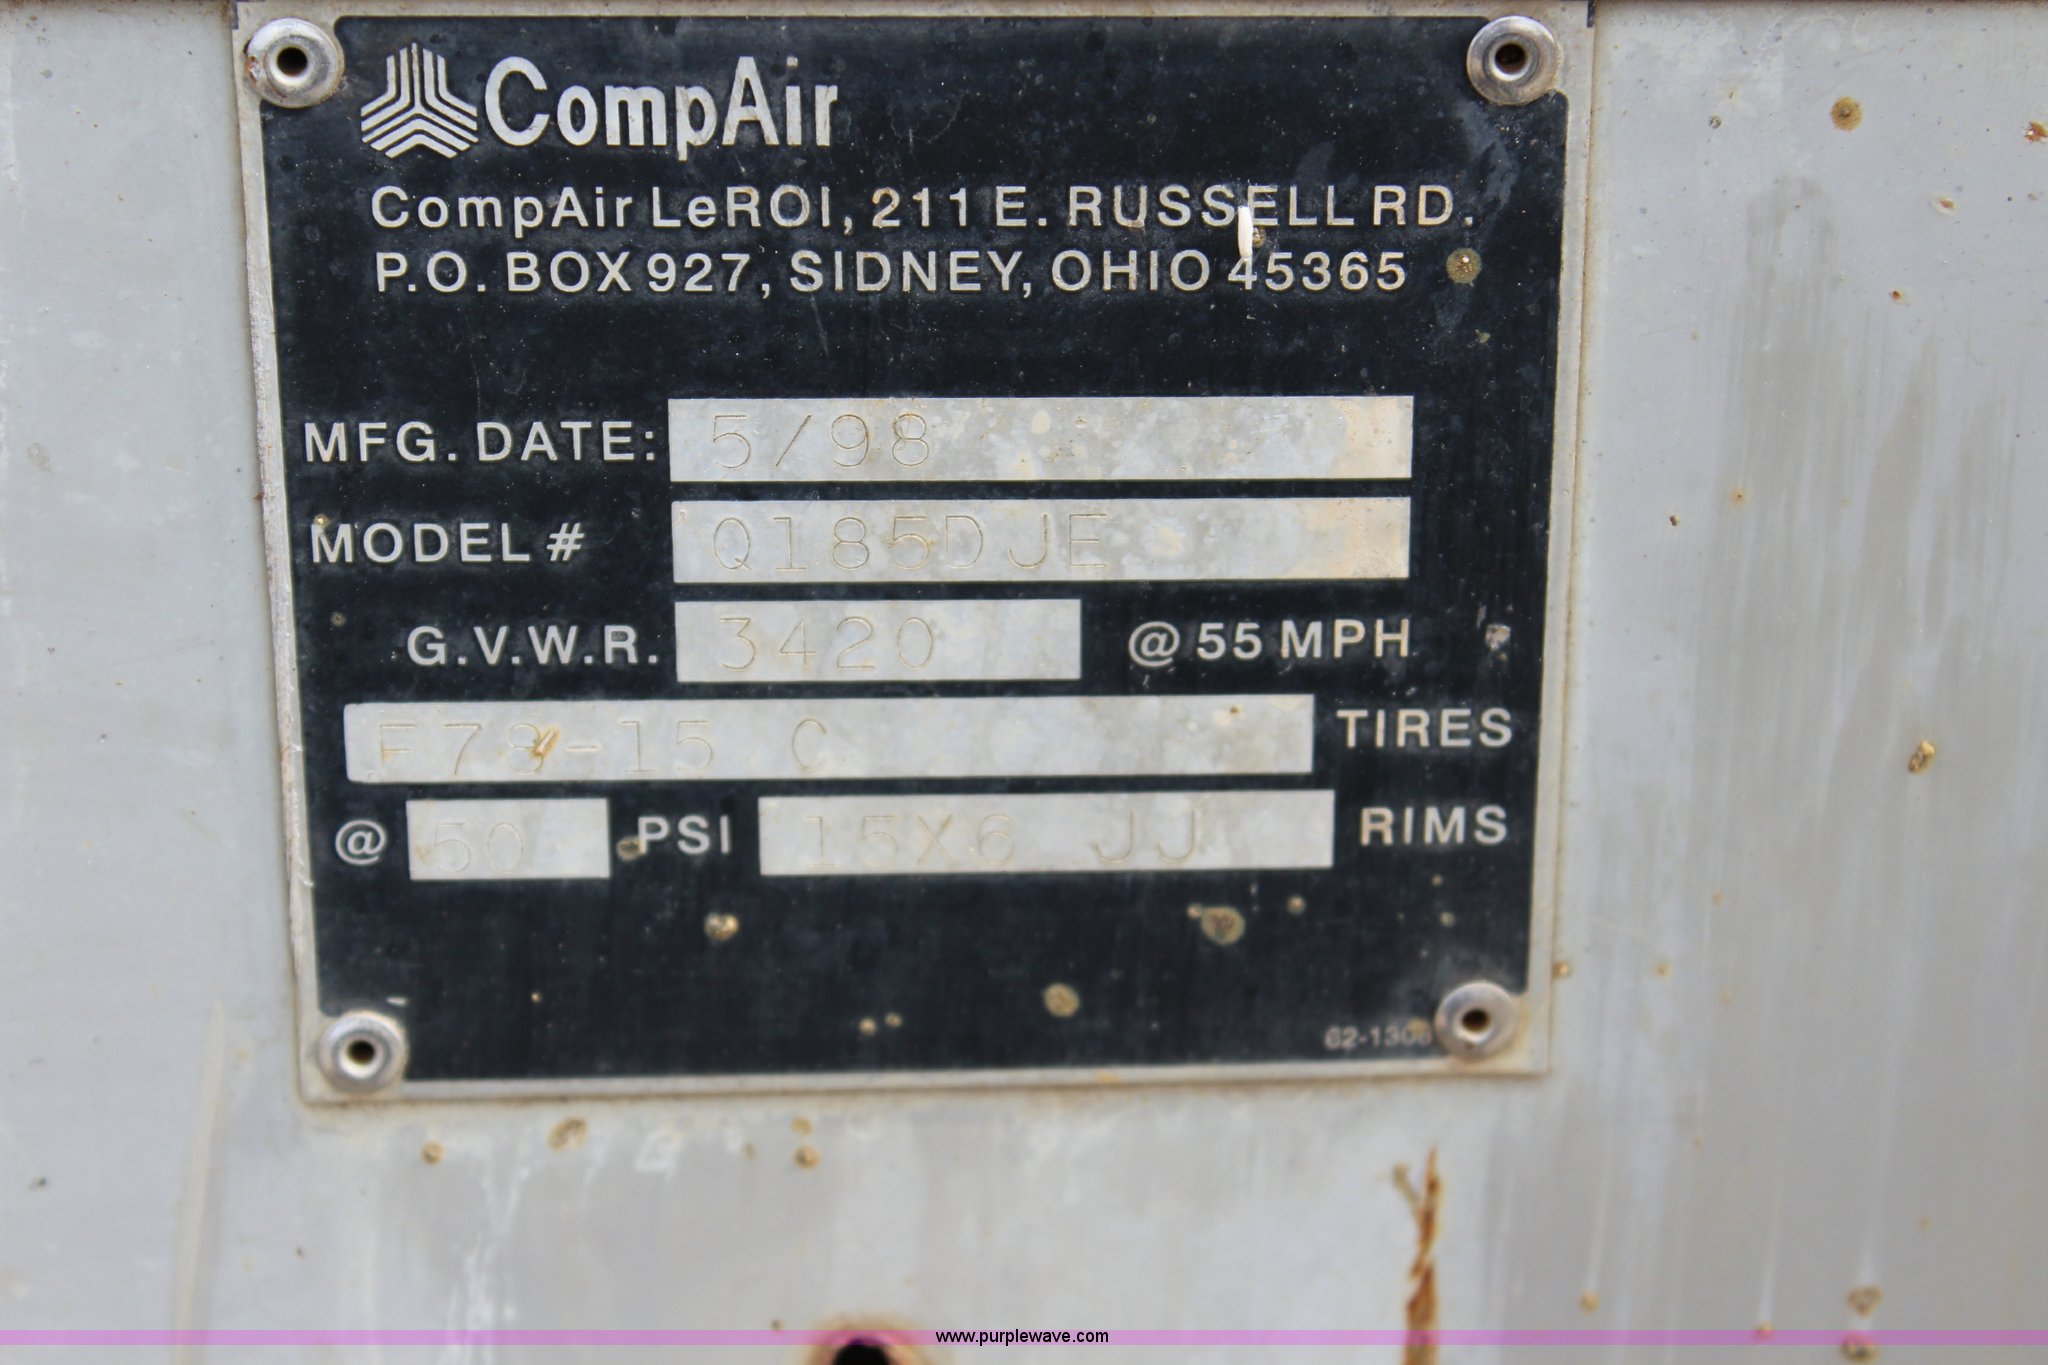 CompAir
CompAir LeROI, 211 E. RUSSELL RD.
P.O. BOX 927, SIDNEY, OHIO 45365
MFG. DATE: 5/98
MODEL # Q185DJE
G.V.W.R. 3420 @ 55 MPH
F78-15 C TIRES
@ 50 PSI 15X6 JJ RIMS
www.purplewave.com